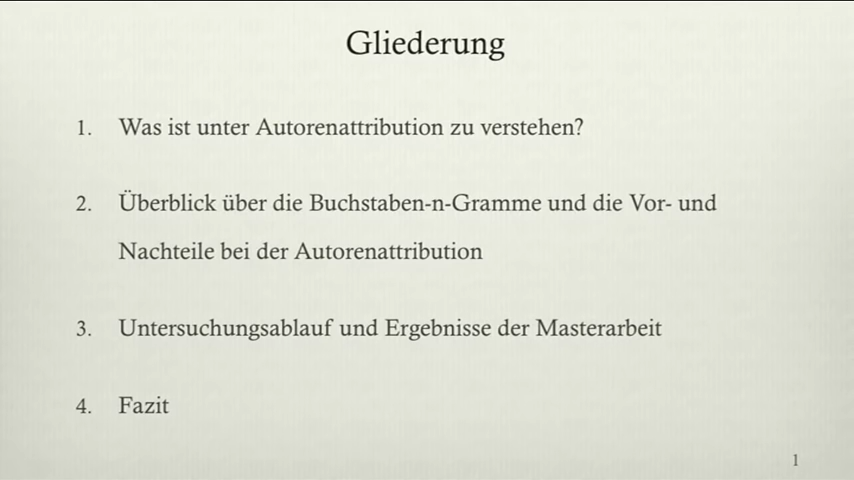 Gliederung
1. Was ist unter Autorenattribution zu verstehen?
2. Überblick über die Buchstaben-n-Gramme und die Vor- und
Nachteile bei der Autorenattribution
3. Untersuchungsablauf und Ergebnisse der Masterarbeit
4. Fazit
1